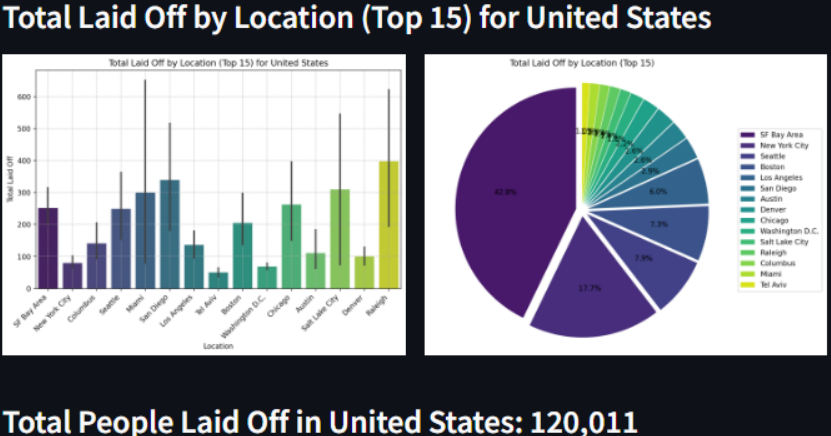 Total Laid Off by Location (Top 15) for United States
Total Laid Off by Location (Top 15) for United States
600
500
400
300
200
100
0
Total Laid Off
SF Bay Area
New York City
Columbus
Seattle
Miami
San Diego
Los Angeles
Tel Aviv
Boston
Washington D.C.
Chicago
Austin
Salt Lake City
Denver
Raleigh
Location
Total Laid Off by Location (Top 15)
42.8%
17.7%
7.9%
7.3%
6.0%
2.9%
2.6%
SF Bay Area
New York City
Seattle
Boston
Los Angeles
San Diego
Austin
Denver
Chicago
Washington D.C.
Salt Lake City
Raleigh
Columbus
Miami
Tel Aviv
Total People Laid Off in United States: 120,011